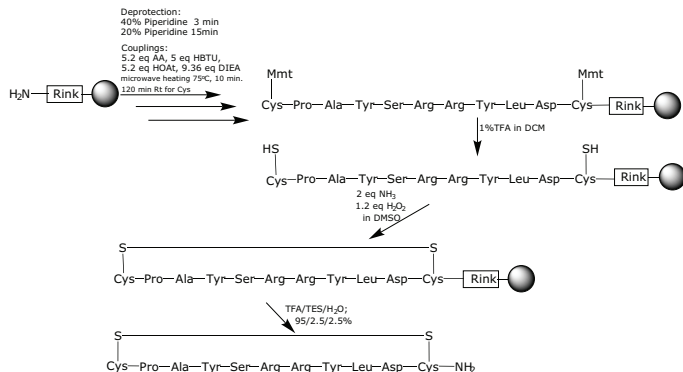 Deprotection:
40% Piperidine 3 min
20% Piperidine 15min
Couplings:
5.2 eq AA, 5 eq HBTU,
5.2 eq HOAt, 9.36 eq DIEA
microwave heating 75ºC, 10 min.
120 min Rt for Cys
H₂N Rink
Mmt Mmt
Cys—Pro—Ala—Tyr—Ser—Arg—Arg—Tyr—Leu—Asp—Cys— Rink
1%TFA in DCM
HS SH
Cys—Pro—Ala—Tyr—Ser—Arg—Arg—Tyr—Leu—Asp—Cys— Rink
2 eq NH₃
1.2 eq H₂O₂
in DMSO
S S
Cys—Pro—Ala—Tyr—Ser—Arg—Arg—Tyr—Leu—Asp—Cys— Rink
TFA/TES/H₂O;
95/2.5/2.5%
S S
Cys—Pro—Ala—Tyr—Ser—Arg—Arg—Tyr—Leu—Asp—Cys—NH₂